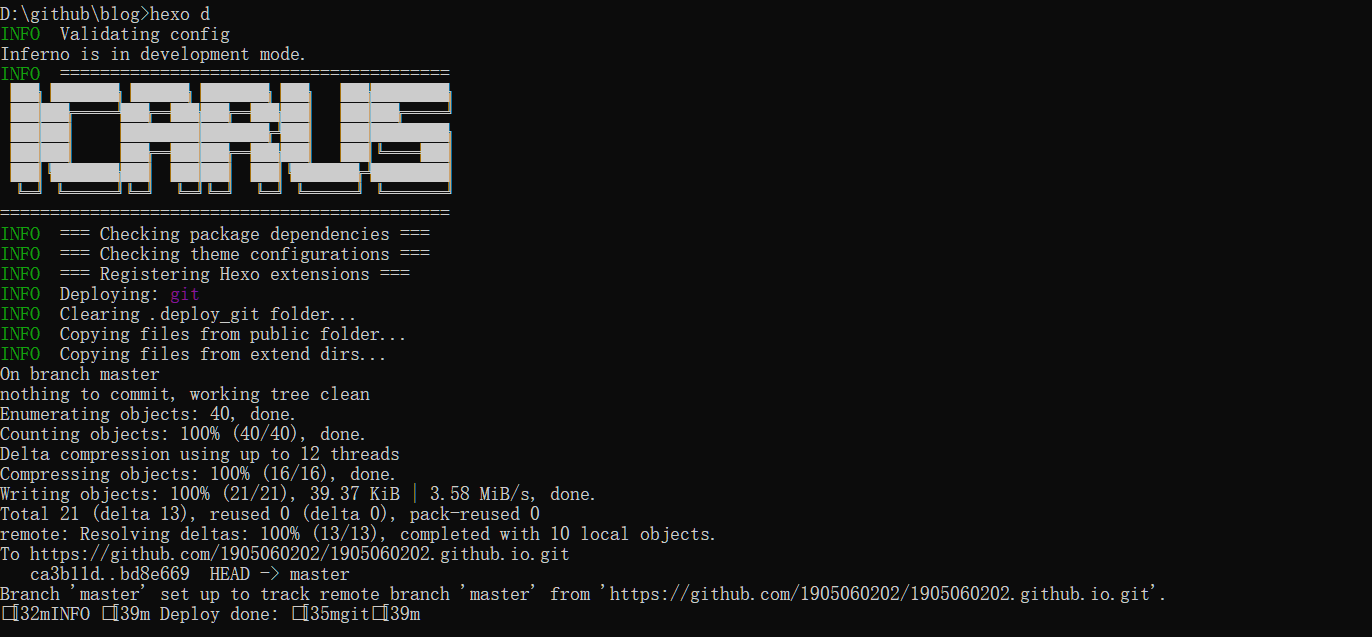 D:\github\blog>hexo d
INFO  Validating config
Inferno is in development mode.
INFO  =======================================
ICARUS
=============================================
INFO  === Checking package dependencies ===
INFO  === Checking theme configurations ===
INFO  === Registering Hexo extensions ===
INFO  Deploying: git
INFO  Clearing .deploy_git folder...
INFO  Copying files from public folder...
INFO  Copying files from extend dirs...
On branch master
nothing to commit, working tree clean
Enumerating objects: 40, done.
Counting objects: 100% (40/40), done.
Delta compression using up to 12 threads
Compressing objects: 100% (16/16), done.
Writing objects: 100% (21/21), 39.37 KiB | 3.58 MiB/s, done.
Total 21 (delta 13), reused 0 (delta 0), pack-reused 0
remote: Resolving deltas: 100% (13/13), completed with 10 local objects.
To https://github.com/1905060202/1905060202.github.io.git
   ca3b11d..bd8e669  HEAD -> master
Branch 'master' set up to track remote branch 'master' from 'https://github.com/1905060202/1905060202.github.io.git'.
□[32mINFO □[39m Deploy done: □[35mgit□[39m